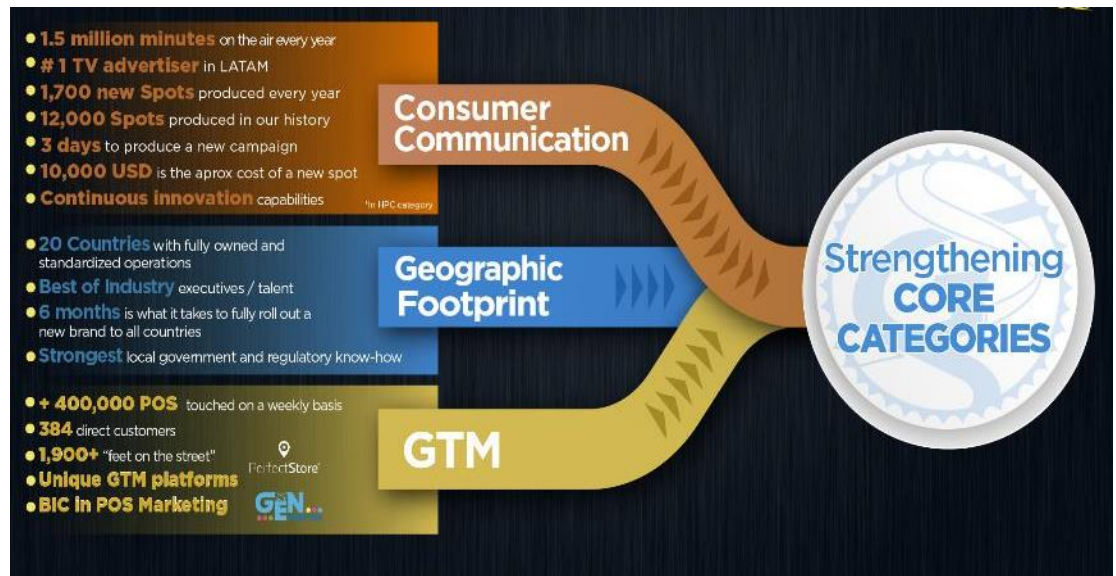 • 1.5 million minutes on the air every year
• # 1 TV advertiser in LATAM
• 1,700 new Spots produced every year
• 12,000 Spots produced in our history
• 3 days to produce a new campaign
• 10,000 USD is the aprox cost of a new spot
• Continuous innovation capabilities
*In HPC category
Consumer
Communication
• 20 Countries with fully owned and
standardized operations
• Best of Industry executives / talent
• 6 months is what it takes to fully roll out a
new brand to all countries
• Strongest local government and regulatory know-how
Geographic
Footprint
• + 400,000 POS touched on a weekly basis
• 384 direct customers
• 1,900+ "feet on the street"
• Unique GTM platforms
• BIC in POS Marketing
PerfectStore
GEN
GTM
Strengthening
CORE
CATEGORIES